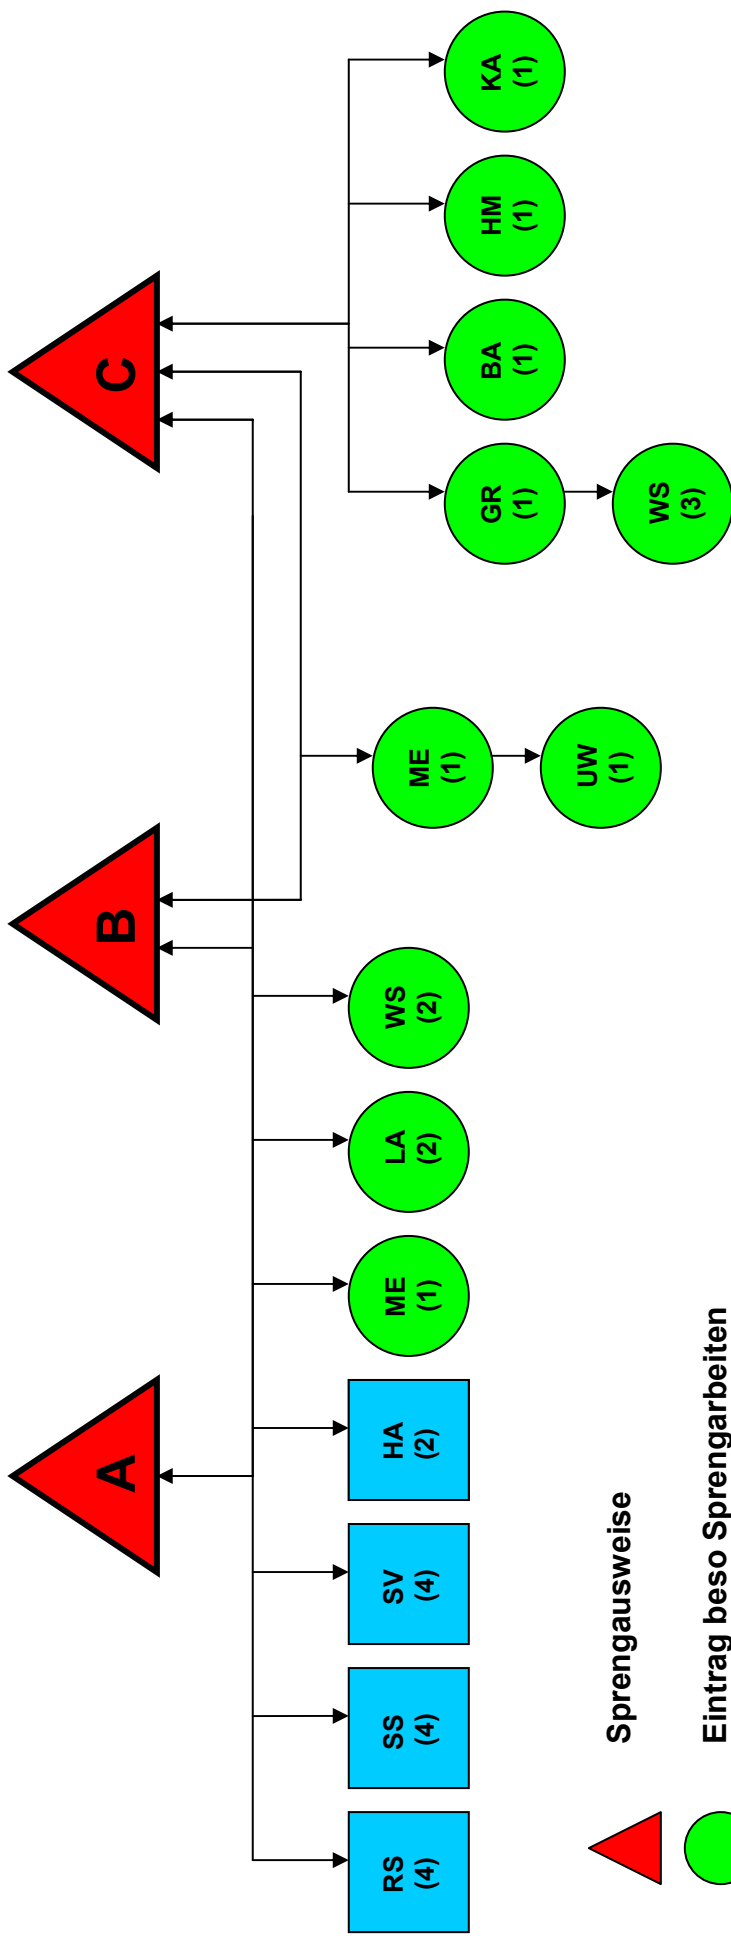 A
B
C
RS
(4)
SS
(4)
SV
(4)
HA
(2)
ME
(1)
LA
(2)
WS
(2)
ME
(1)
UW
(1)
GR
(1)
WS
(3)
BA
(1)
HM
(1)
KA
(1)
Sprengausweise
Eintrag beso Sprengarbeiten